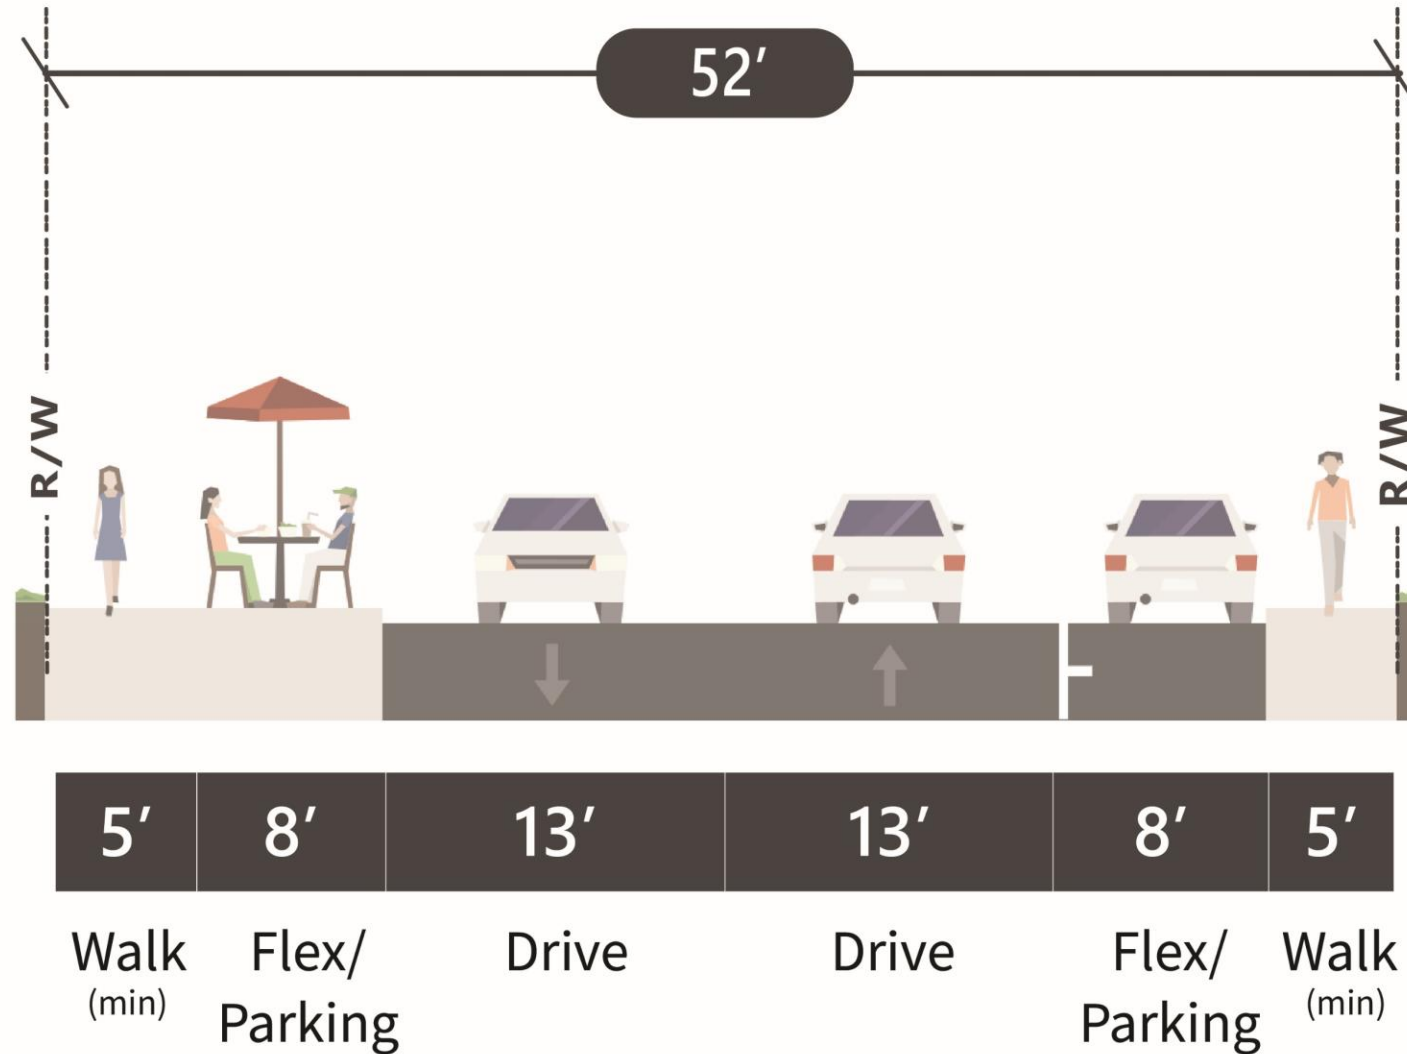 52′
R/W
R/W
5′ 8′ 13′ 13′ 8′ 5′
Walk Flex/ Drive Drive Flex/ Walk
(min) Parking Parking (min)